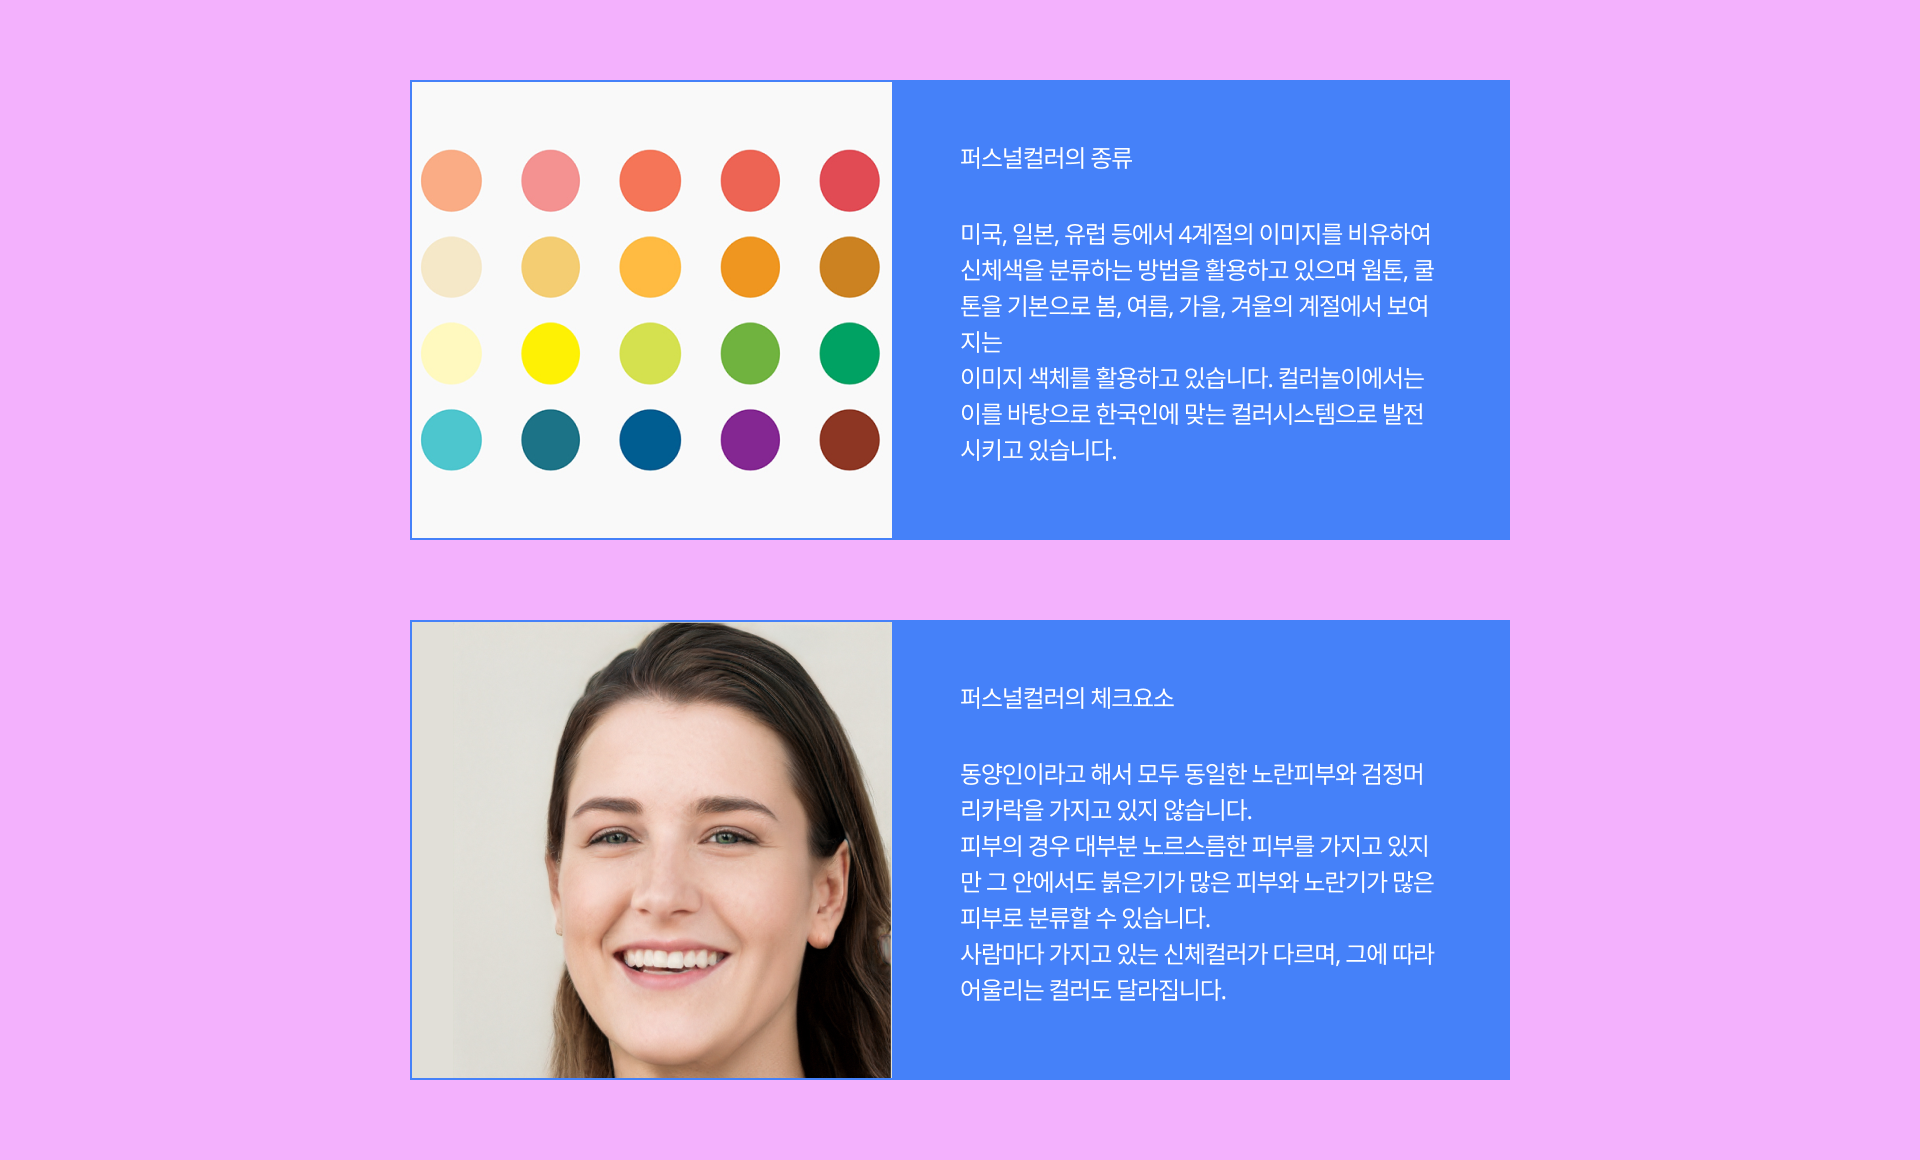 퍼스널컬러의 종류
미국, 일본, 유럽 등에서 4계절의 이미지를 비유하여
신체색을 분류하는 방법을 활용하고 있으며 웜톤, 쿨
톤을 기본으로 봄, 여름, 가을, 겨울의 계절에서 보여
지는
이미지 색체를 활용하고 있습니다. 컬러놀이에서는
이를 바탕으로 한국인에 맞는 컬러시스템으로 발전
시키고 있습니다.
퍼스널컬러의 체크요소
동양인이라고 해서 모두 동일한 노란피부와 검정머
리카락을 가지고 있지 않습니다.
피부의 경우 대부분 노르스름한 피부를 가지고 있지
만 그 안에서도 붉은기가 많은 피부와 노란기가 많은
피부로 분류할 수 있습니다.
사람마다 가지고 있는 신체컬러가 다르며, 그에 따라
어울리는 컬러도 달라집니다.